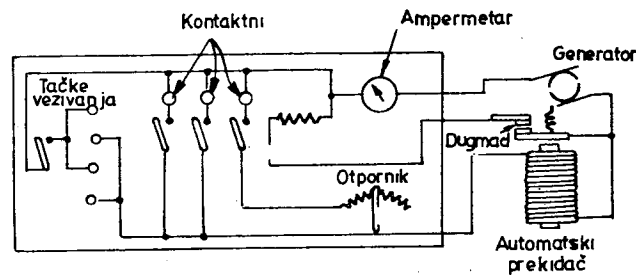 Kontaktni
Ampermetar
Generator
Tačke
vezivanja
Dugmad
Otpornik
Automatski
prekidač